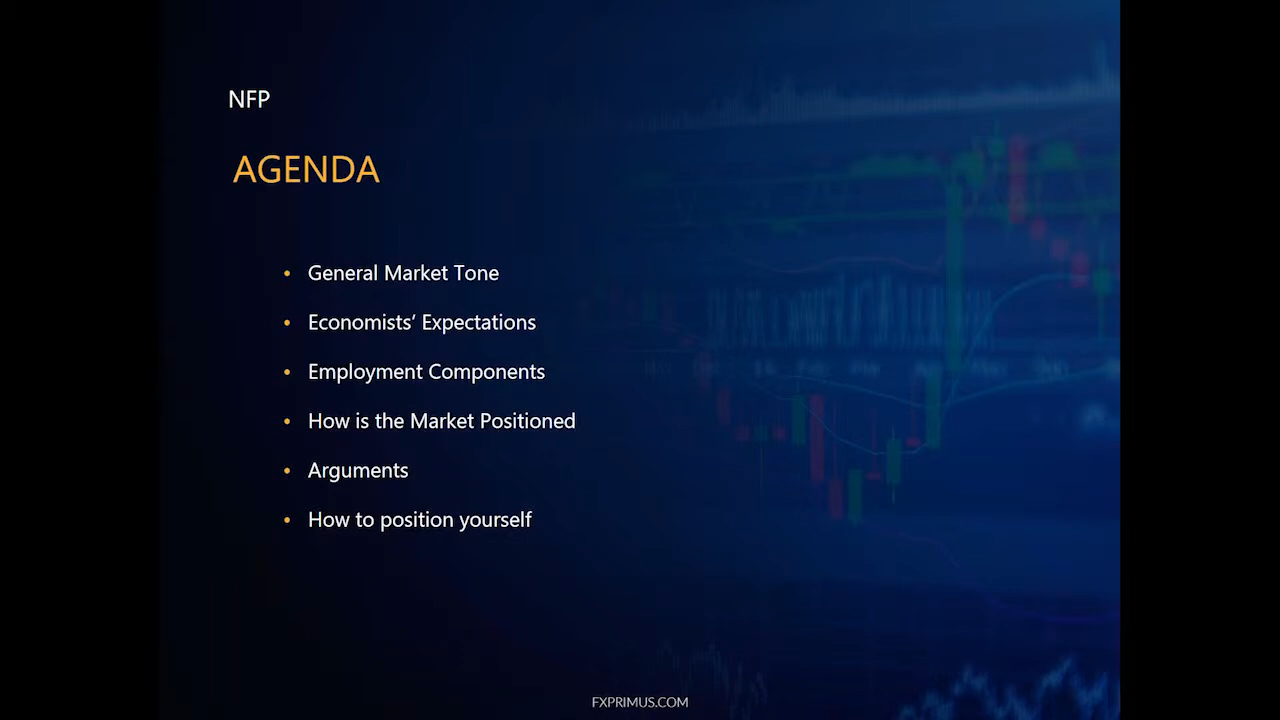 NFP
AGENDA
• General Market Tone
• Economists‘ Expectations
• Employment Components
• How is the Market Positioned
• Arguments
• How to position yourself
FXPRIMUS.COM